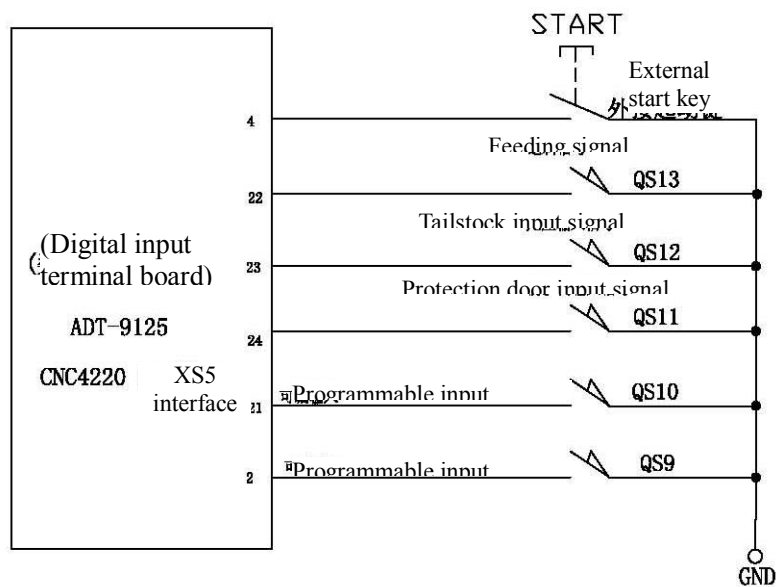 START
External
start key
4
Feeding signal
QS13
22
Tailstock input signal
QS12
23
(Digital input
terminal board)
Protection door input signal
QS11
24
ADT-9125
CNC4220
XS5
interface
Programmable input
QS10
21
Programmable input
QS9
2
GND